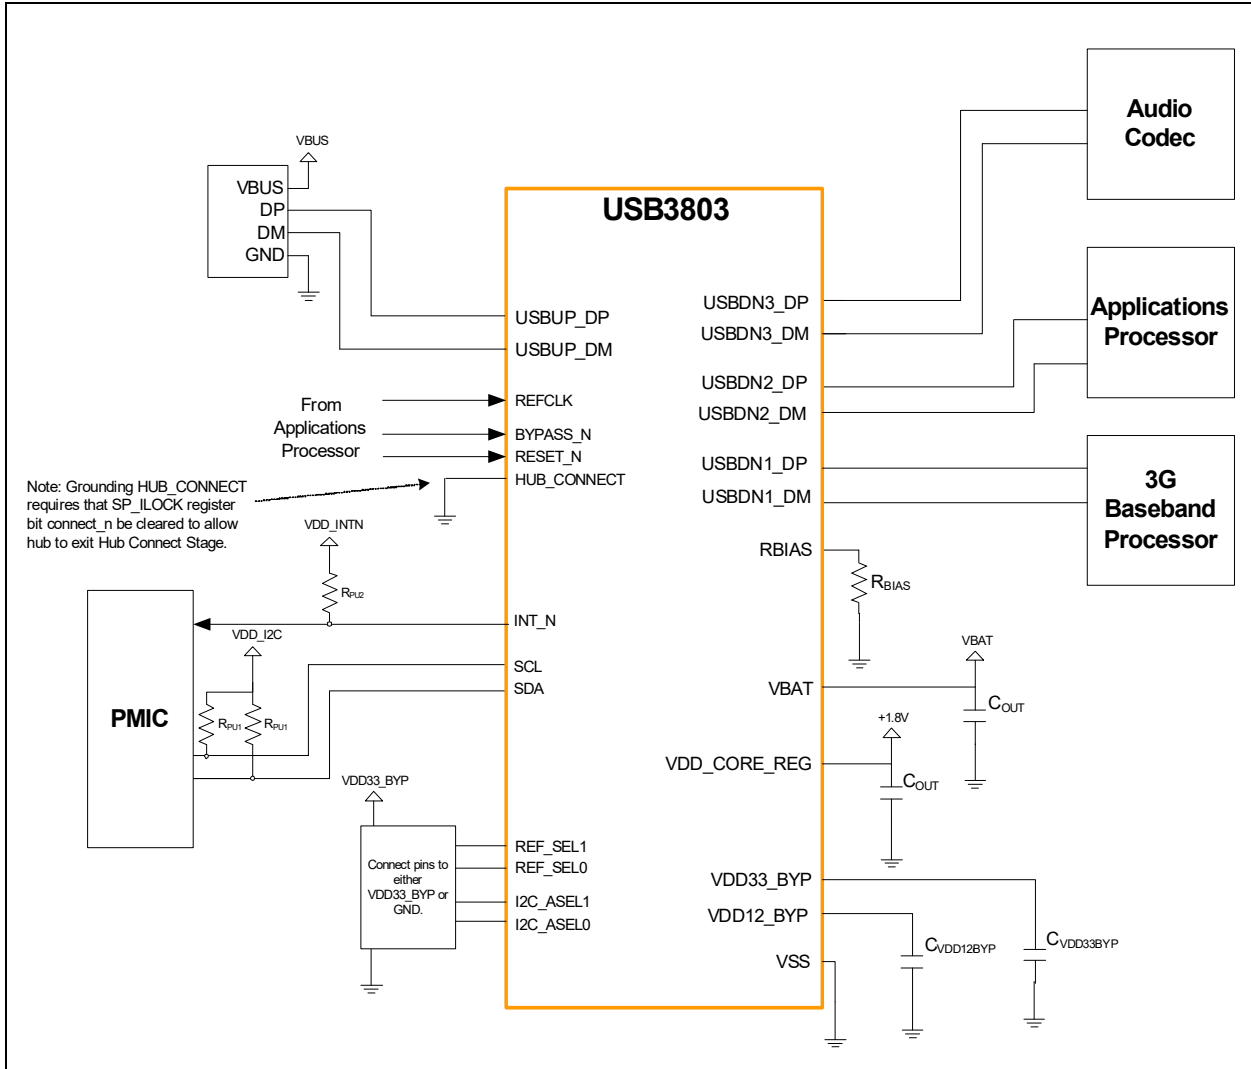 Audio
Codec
VBUS
VBUS
DP
DM
GND
USB3803
USBUP_DP
USBUP_DM
REFCLK
BYPASS_N
RESET_N
HUB_CONNECT
From
Applications
Processor
Note: Grounding HUB_CONNECT
requires that SP_ILOCK register
bit connect_n be cleared to allow
hub to exit Hub Connect Stage.
USBDN3_DP
USBDN3_DM
USBDN2_DP
USBDN2_DM
USBDN1_DP
USBDN1_DM
Applications
Processor
3G
Baseband
Processor
RBIAS
RBIAS
VDD_INTN
RPU2
INT_N
VDD_I2C
SCL
SDA
PMIC
RPU1
RPU1
VBAT
VBAT
COUT
+1.8V
VDD_CORE_REG
COUT
VDD33_BYP
Connect pins to
either
VDD33_BYP or
GND.
REF_SEL1
REF_SEL0
I2C_ASEL1
I2C_ASEL0
VDD33_BYP
VDD12_BYP
VSS
CVDD12BYP
CVDD33BYP